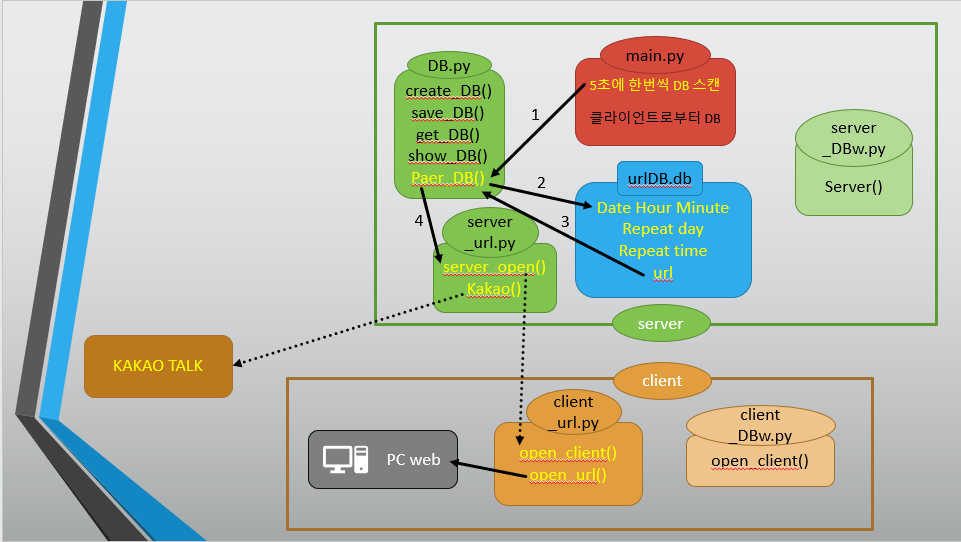 DB.py
create_DB()
save_DB()
get_DB()
show_DB()
Paer_DB()
main.py
5초에 한번씩 DB 스캔
클라이언트로부터 DB
1
2
3
4
urlDB.db
Date Hour Minute
Repeat day
Repeat time
url
server
_DBw.py
Server()
server
_url.py
server_open()
Kakao()
server
KAKAO TALK
client
client
_url.py
open_client()
open_url()
PC web
client
_DBw.py
open_client()